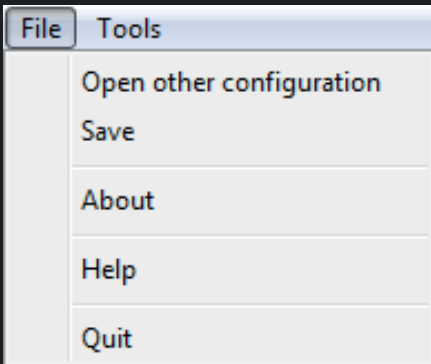 File Tools
Open other configuration
Save
About
Help
Quit